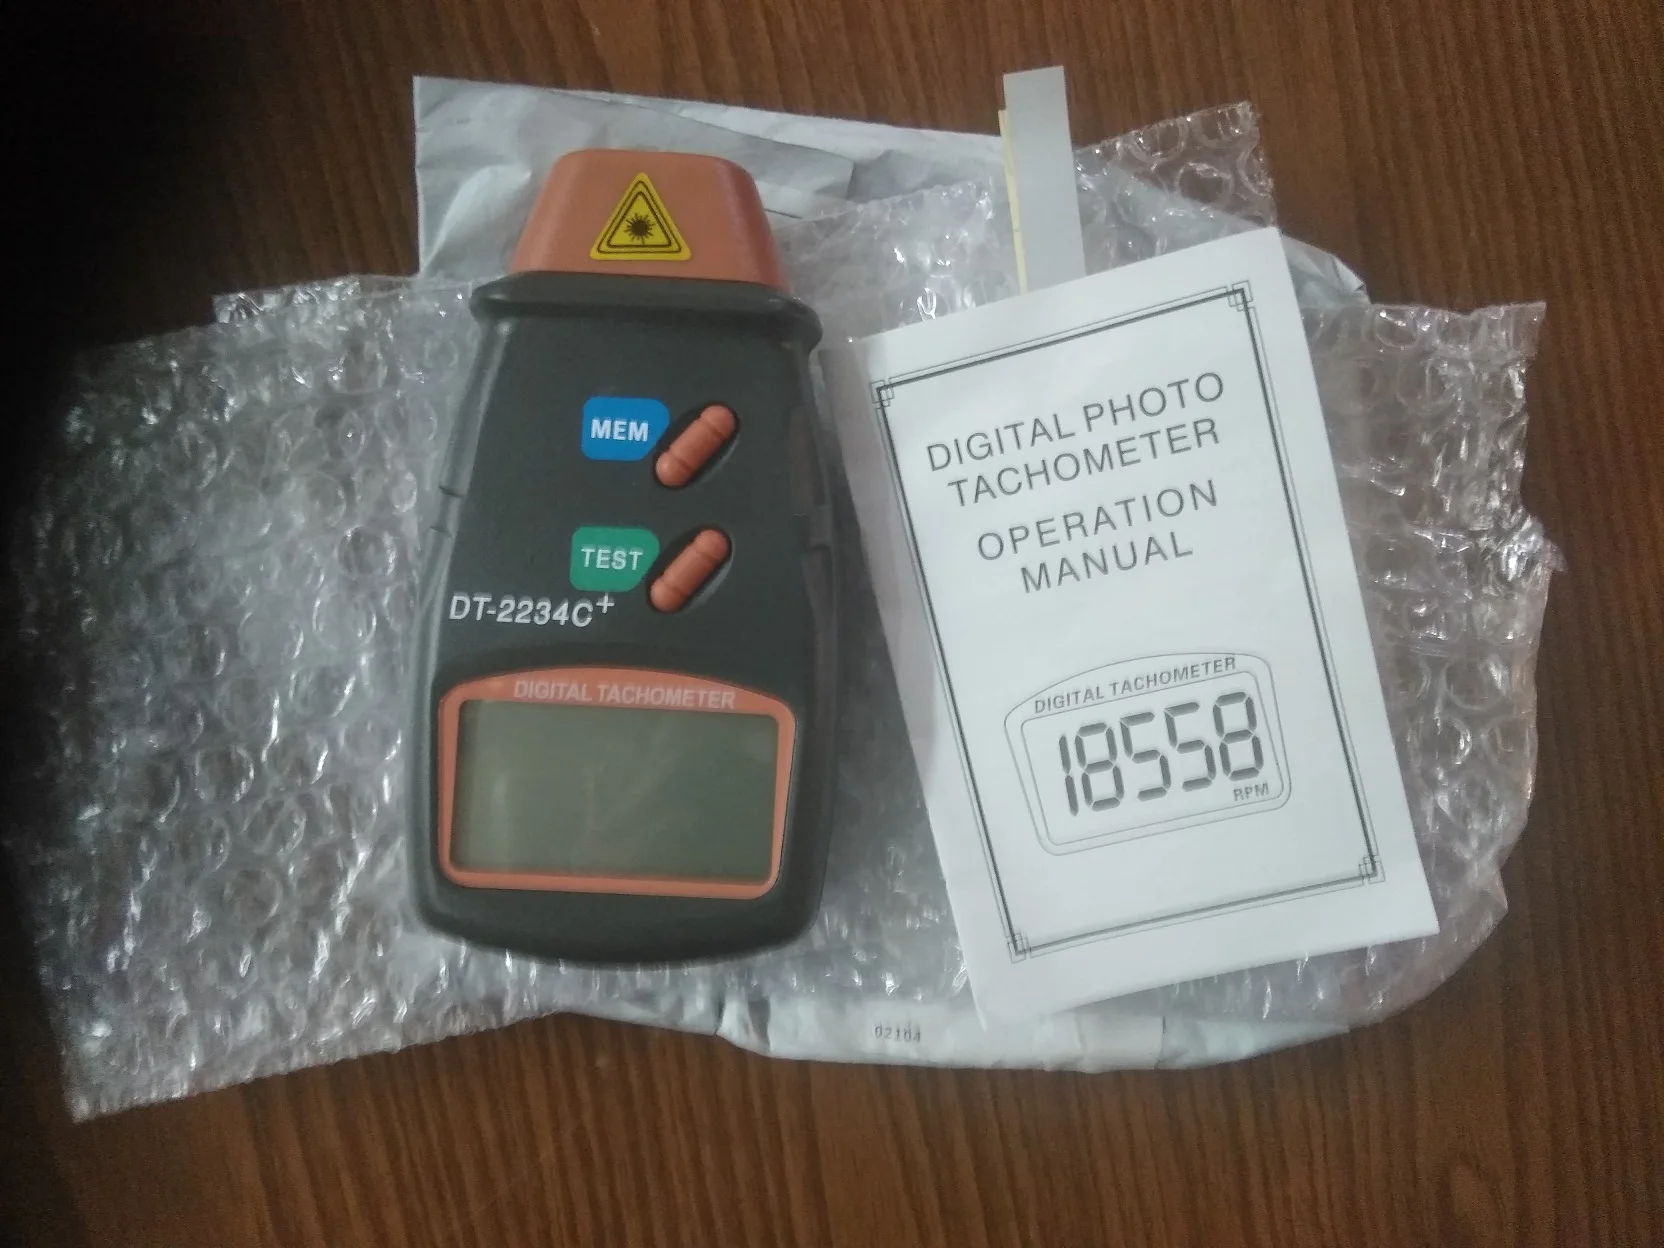 MEM
TEST
DT-2234C+
DIGITAL TACHOMETER
DIGITAL PHOTO
TACHOMETER
OPERATION
MANUAL
DIGITAL TACHOMETER
18558
RPM
02104